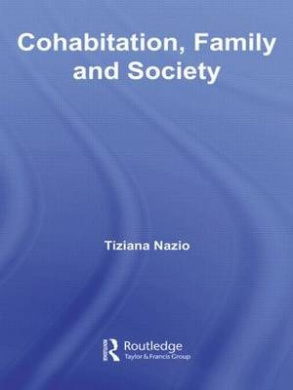 Cohabitation, Family
and Society
Tiziana Nazio
R
Routledge
Taylor & Francis Group